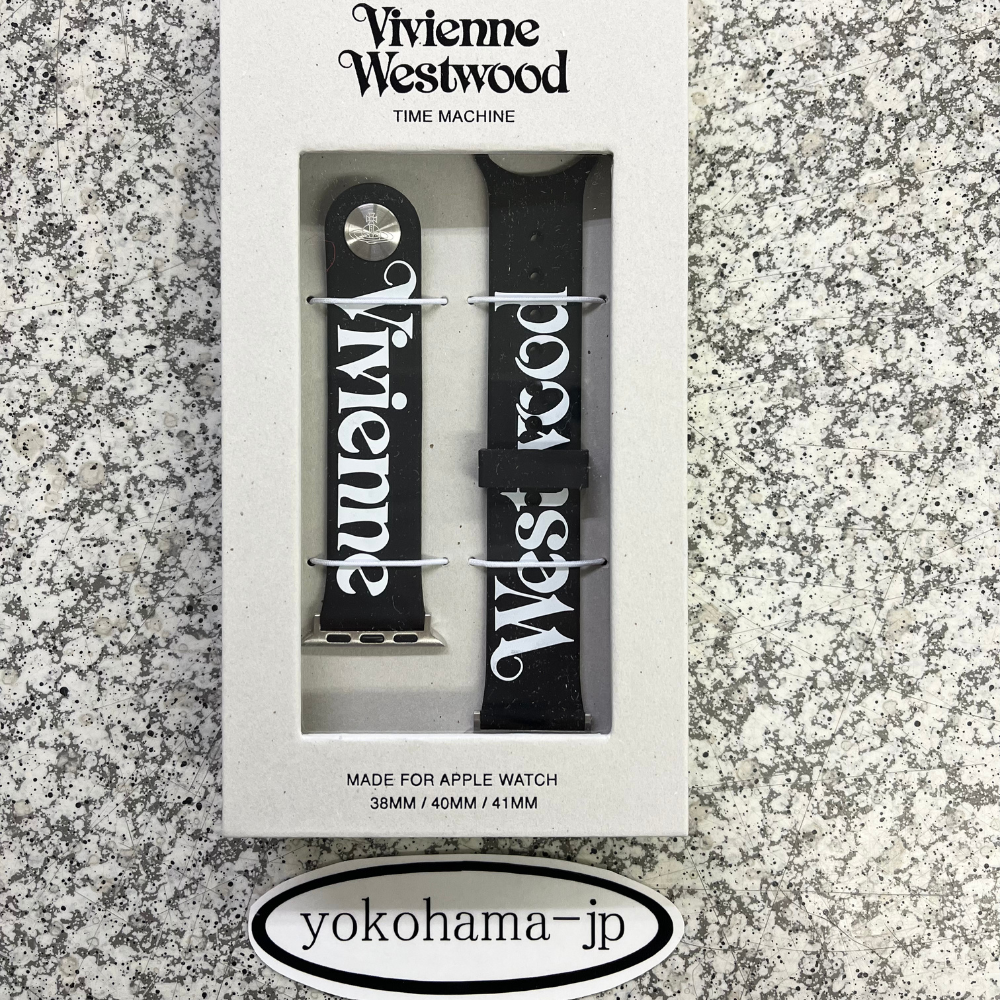 Vivienne
Westwood
TIME MACHINE
Vivienne
Westwood
MADE FOR APPLE WATCH
38MM / 40MM / 41MM
yokohama-jp